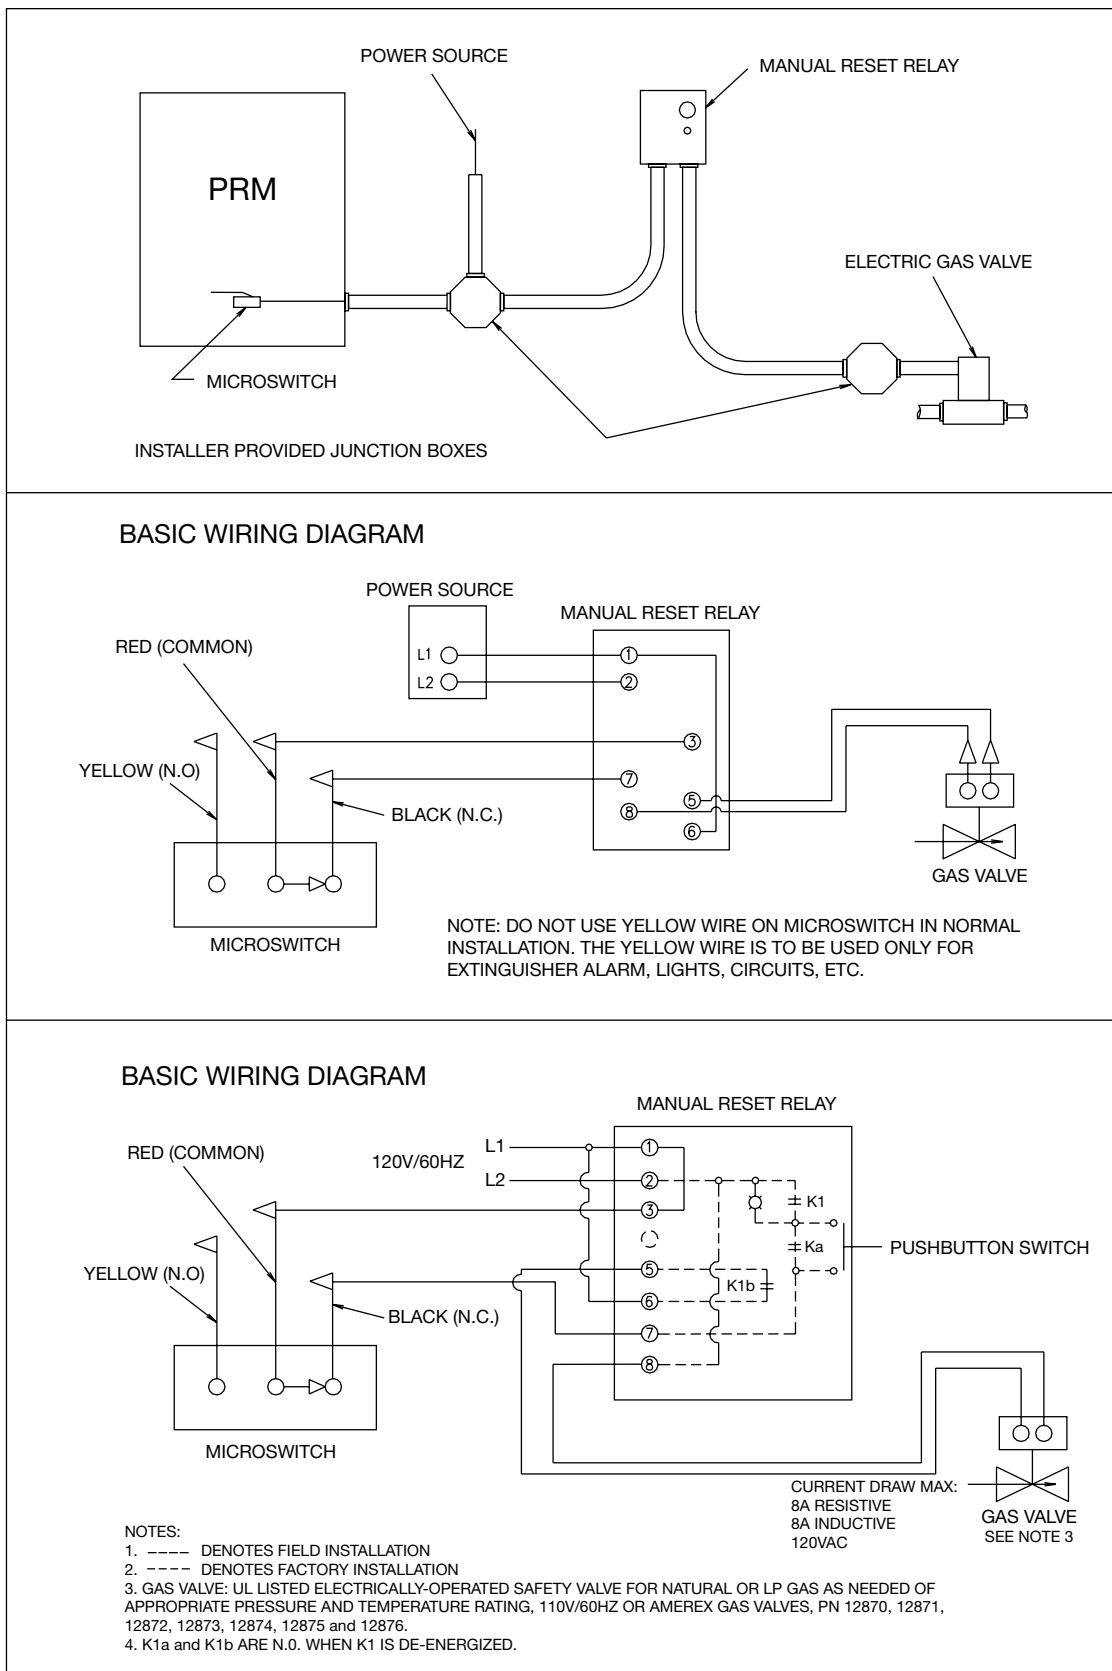 POWER SOURCE
MANUAL RESET RELAY
PRM
ELECTRIC GAS VALVE
MICROSWITCH
INSTALLER PROVIDED JUNCTION BOXES
BASIC WIRING DIAGRAM
POWER SOURCE
MANUAL RESET RELAY
RED (COMMON)
L1
1
L2
2
3
YELLOW (N.O)
7
BLACK (N.C.)
5
8
6
GAS VALVE
MICROSWITCH
NOTE: DO NOT USE YELLOW WIRE ON MICROSWITCH IN NORMAL
INSTALLATION. THE YELLOW WIRE IS TO BE USED ONLY FOR
EXTINGUISHER ALARM, LIGHTS, CIRCUITS, ETC.
BASIC WIRING DIAGRAM
MANUAL RESET RELAY
RED (COMMON)
120V/60HZ
L1
1
L2
2
K1
3
Ka
PUSHBUTTON SWITCH
YELLOW (N.O)
5
K1b
6
BLACK (N.C.)
7
8
MICROSWITCH
CURRENT DRAW MAX:
8A RESISTIVE
8A INDUCTIVE
120VAC
GAS VALVE
SEE NOTE 3
NOTES:
1. ---- DENOTES FIELD INSTALLATION
2. ---- DENOTES FACTORY INSTALLATION
3. GAS VALVE: UL LISTED ELECTRICALLY-OPERATED SAFETY VALVE FOR NATURAL OR LP GAS AS NEEDED OF
APPROPRIATE PRESSURE AND TEMPERATURE RATING, 110V/60HZ OR AMEREX GAS VALVES, PN 12870, 12871,
12872, 12873, 12874, 12875 and 12876.
4. K1a and K1b ARE N.0. WHEN K1 IS DE-ENERGIZED.